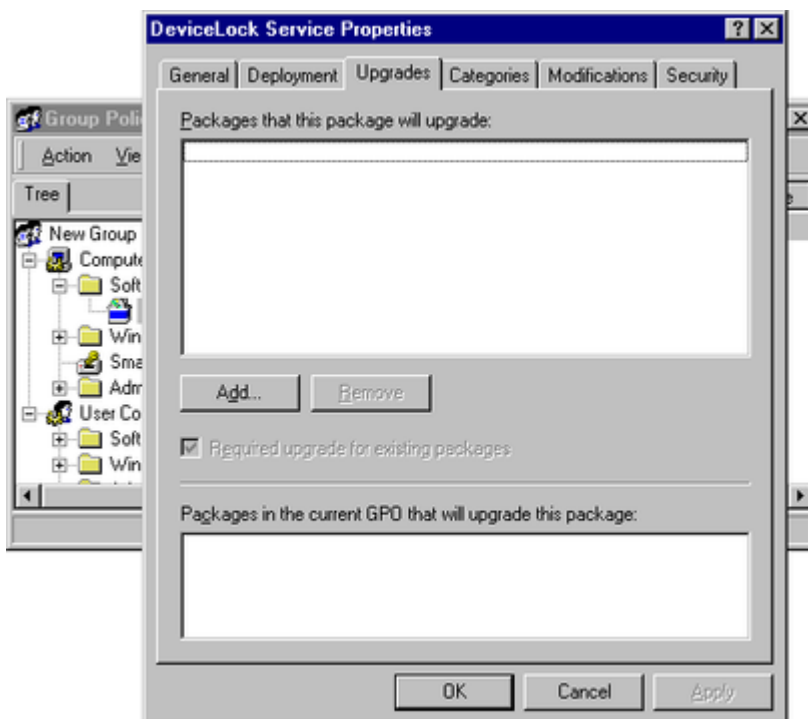 DeviceLock Service Properties
General Deployment Upgrades Categories Modifications Security
Group Poli
Packages that this package will upgrade:
Action Vie
Tree
New Group
Compute
Soft
Win
Sma
Adm
User Co
Soft
Win
Add... Remove
Required upgrade for existing packages
Packages in the current GPO that will upgrade this package:
OK Cancel Apply